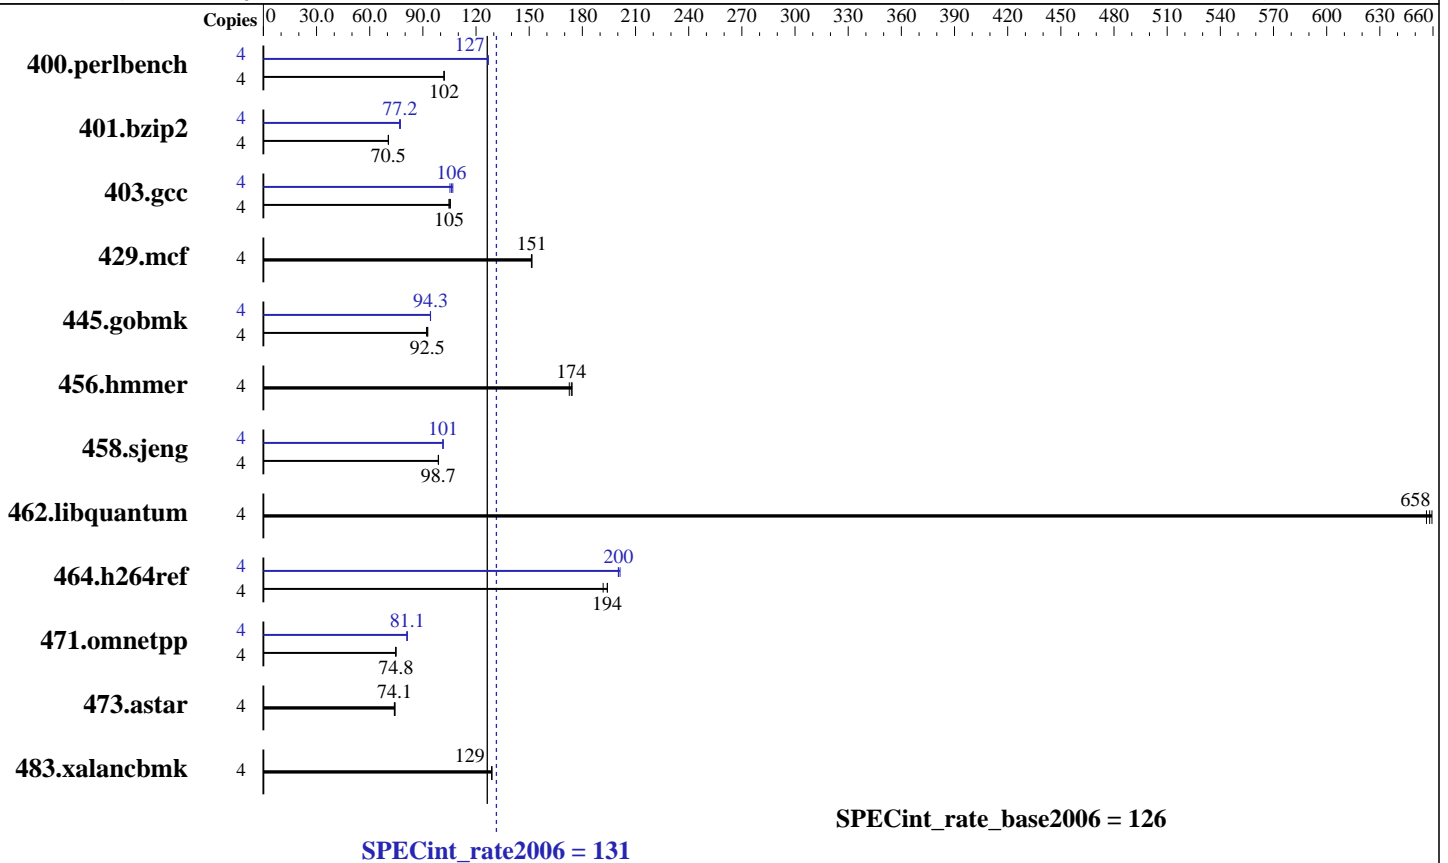 Copies 0 30.0 60.0 90.0 120 150 180 210 240 270 300 330 360 390 420 450 480 510 540 570 600 630 660
400.perlbench 4 127
4 102
401.bzip2 4 77.2
4 70.5
403.gcc 4 106
4 105
429.mcf 4 151
445.gobmk 4 94.3
4 92.5
456.hmmer 4 174
458.sjeng 4 101
4 98.7
462.libquantum 4 658
464.h264ref 4 200
4 194
471.omnetpp 4 81.1
4 74.8
473.astar 4 74.1
483.xalancbmk 4 129
SPECint_rate_base2006 = 126
SPECint_rate2006 = 131